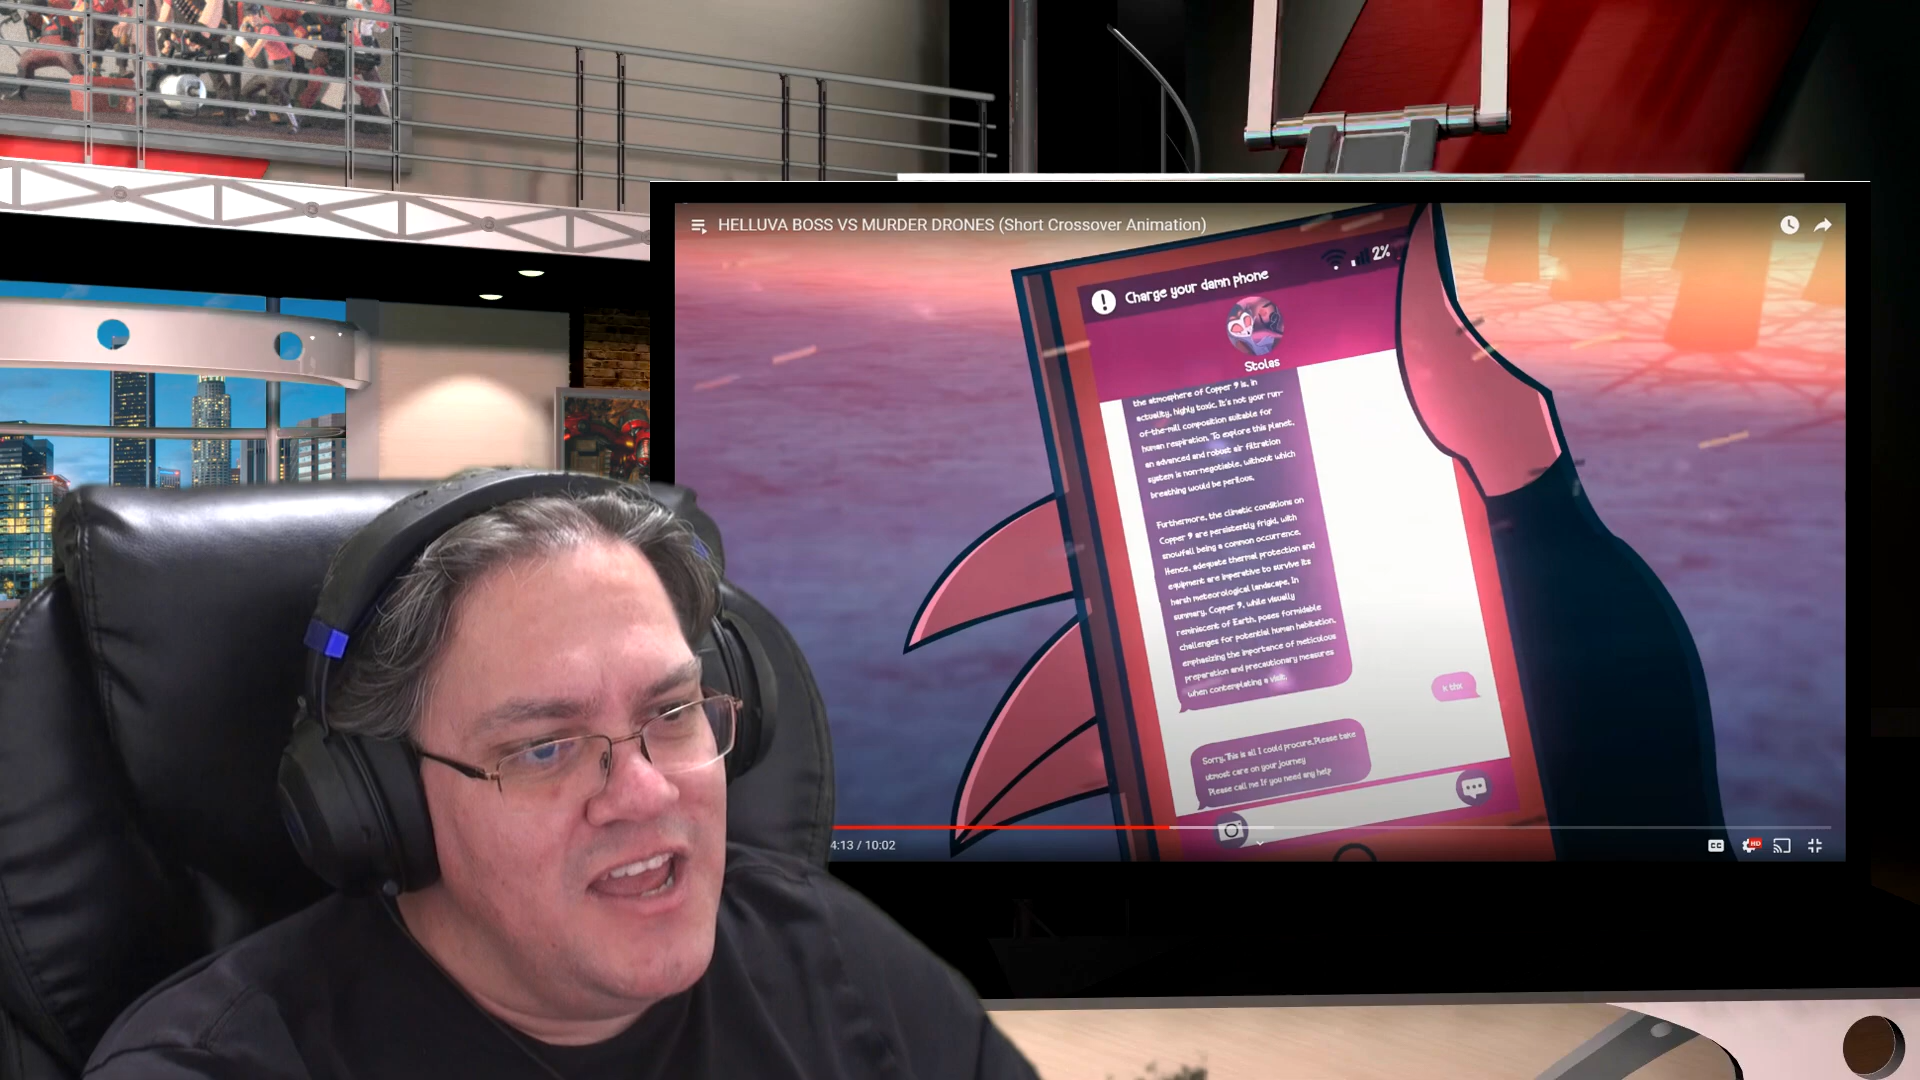 HELLUVA BOSS VS MURDER DRONES (Short Crossover Animation)
2%
! Charge your damn phone
Stolas
the atmosphere of Copper 9 is, in
actuality, highly toxic. It's not your run-
of-the-mill composition suitable for
human respiration. To explore this planet,
an advanced and robust air filtration
system is non-negotiable, without which
breathing would be perilous.
Furthermore, the climatic conditions on
Copper 9 are persistently frigid, with
snowfall being a common occurrence.
Hence, adequate thermal protection and
equipment are imperative to survive its
harsh meteorological landscape. In
summary, Copper 9, while visually
reminiscent of Earth, poses formidable
challenges for potential human habitation,
emphasizing the importance of meticulous
preparation and precautionary measures
when contemplating a visit.
k thx
Sorry,This is all I could procure.Please take
utmost care on your journey
Please call me If you need any help
4:13 / 10:02
CC
HD